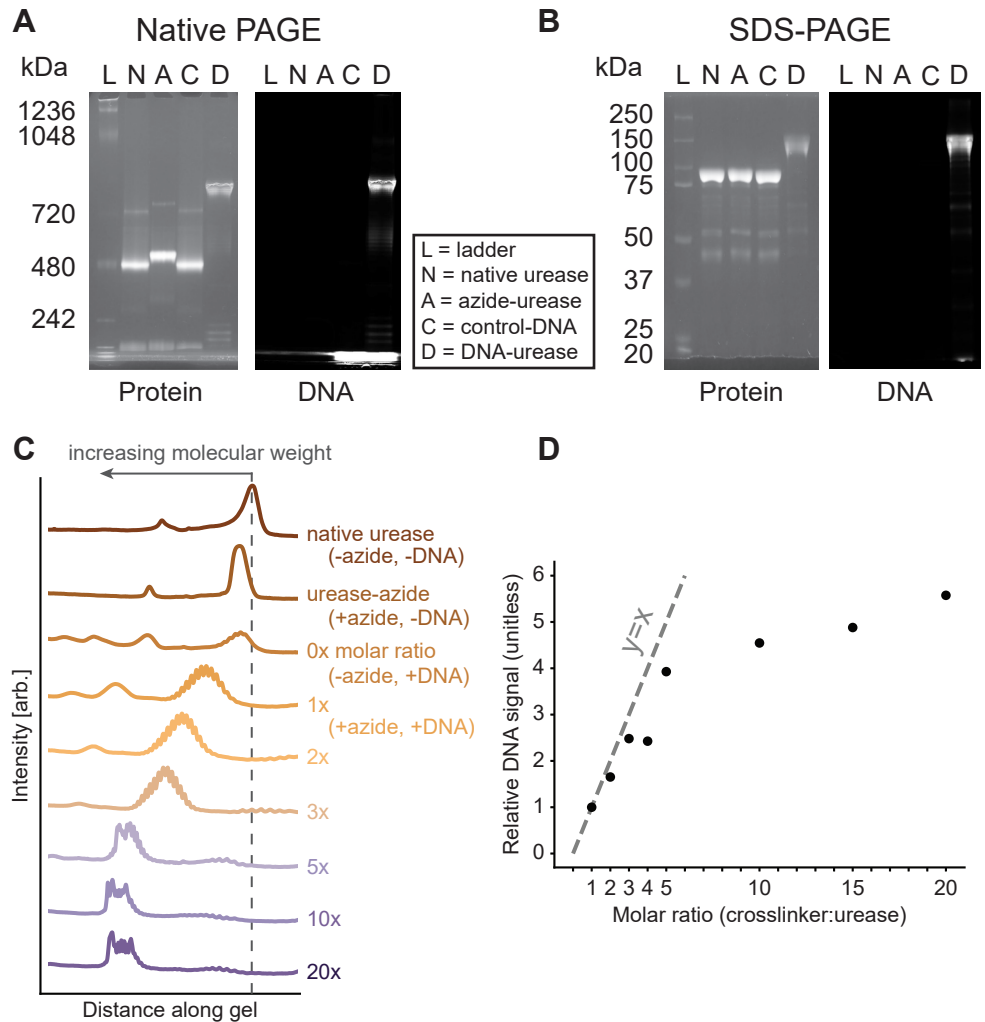 A
Native PAGE
kDa
L N A C D
L N A C D
1236
1048
720
480
242
Protein
DNA
L = ladder
N = native urease
A = azide-urease
C = control-DNA
D = DNA-urease
B
SDS-PAGE
kDa
L N A C D
L N A C D
250
150
100
75
50
37
25
20
Protein
DNA
C
increasing molecular weight
native urease
(-azide, -DNA)
urease-azide
(+azide, -DNA)
0x molar ratio
(-azide, +DNA)
1x
(+azide, +DNA)
2x
3x
5x
10x
20x
Intensity [arb.]
Distance along gel
D
y=x
Relative DNA signal (unitless)
6
5
4
3
2
1
0
1 2 3 4 5 10 15 20
Molar ratio (crosslinker:urease)